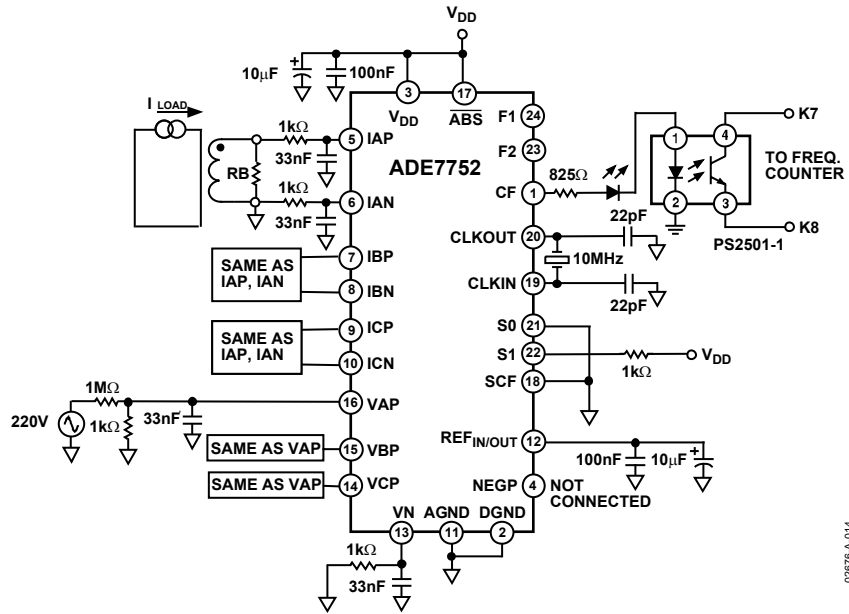 VDD
10µF
+
100nF
3
17
VDD
ABS
I LOAD
1kΩ
5
IAP
33nF
RB
1kΩ
6
IAN
33nF
ADE7752
F1
24
F2
23
CF
1
825Ω
1
4
K7
TO FREQ.
COUNTER
2
3
K8
PS2501-1
22pF
CLKOUT
20
10MHz
CLKIN
19
22pF
7
IBP
SAME AS
IAP, IAN
8
IBN
9
ICP
SAME AS
IAP, IAN
10
ICN
S0
21
S1
22
1kΩ
VDD
SCF
18
1MΩ
16
VAP
220V
1kΩ
33nF
SAME AS VAP
15
VBP
SAME AS VAP
14
VCP
REFIN/OUT
12
100nF
10µF
+
NEGP
4
NOT
CONNECTED
VN
AGND
DGND
13
11
2
1kΩ
33nF
02676-A-014